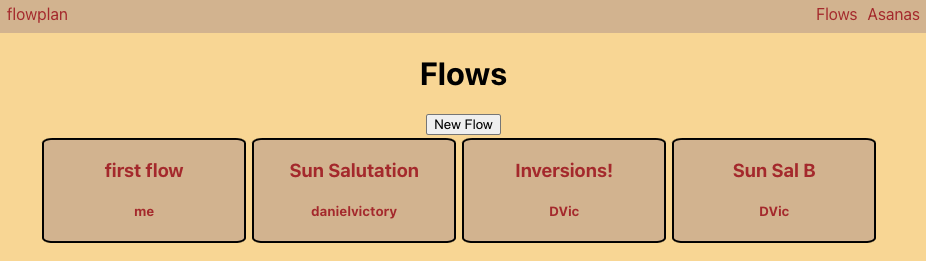 flowplan Flows Asanas
Flows
New Flow
first flow
me
Sun Salutation
danielvictory
Inversions!
DVic
Sun Sal B
DVic